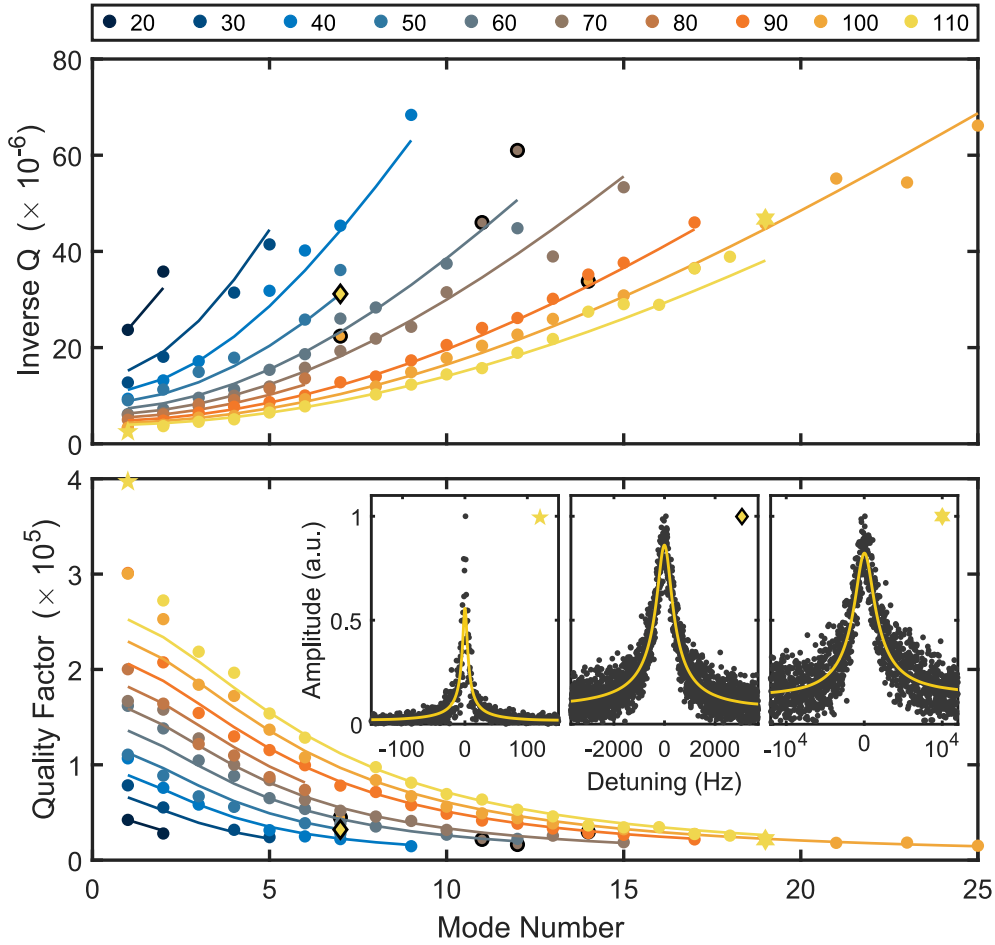 20 30 40 50 60 70 80 90 100 110
80
60
40
20
0
Inverse Q (× 10⁻⁶)
4
3
2
1
0
Quality Factor (× 10⁵)
1
0.5
0
Amplitude (a.u.)
-100 0 100
-2000 0 2000
-10⁴ 0 10⁴
Detuning (Hz)
0 5 10 15 20 25
Mode Number